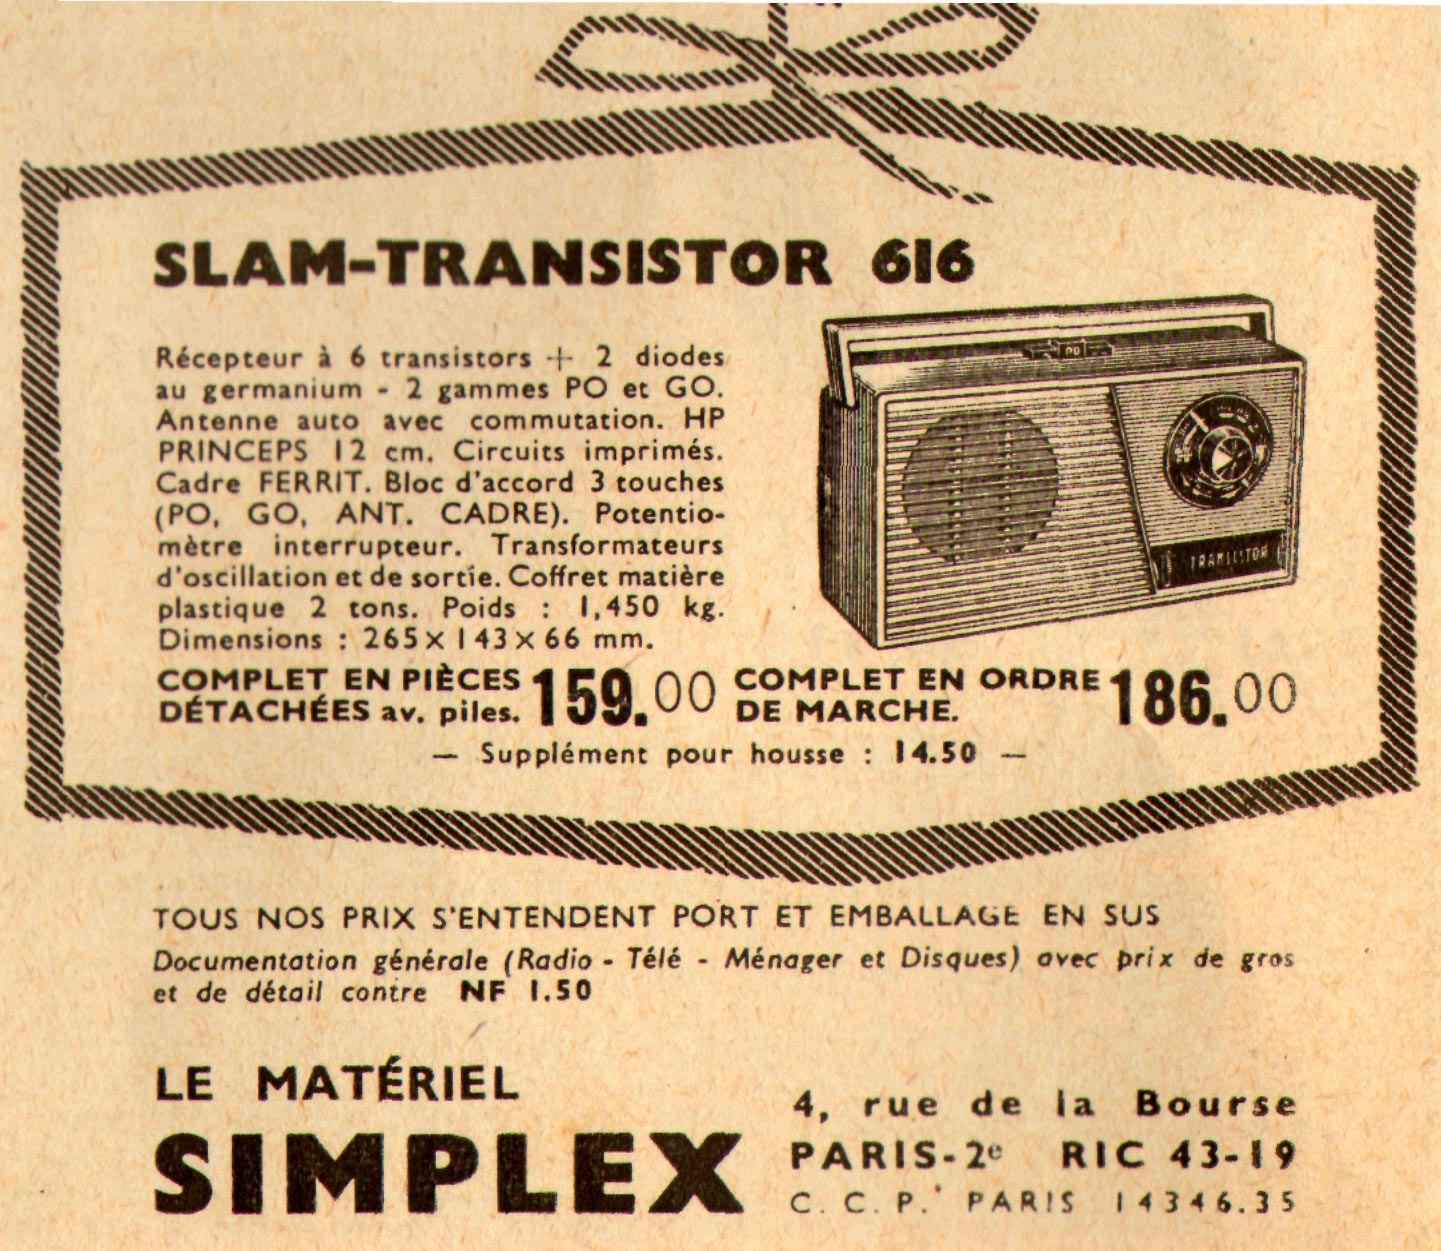 SLAM-TRANSISTOR 616
Récepteur à 6 transistors + 2 diodes
au germanium - 2 gammes PO et GO.
Antenne auto avec commutation. HP
PRINCEPS 12 cm. Circuits imprimés.
Cadre FERRIT. Bloc d'accord 3 touches
(PO, GO, ANT. CADRE). Potentio-
mètre interrupteur. Transformateurs
d'oscillation et de sortie. Coffret matière
plastique 2 tons. Poids : 1,450 kg.
Dimensions : 265 x 143 x 66 mm.
PO
TRANSISTOR
COMPLET EN PIÈCES
DÉTACHÉES av. piles. 159.00
COMPLET EN ORDRE
DE MARCHE. 186.00
— Supplément pour housse : 14.50 —
TOUS NOS PRIX S'ENTENDENT PORT ET EMBALLAGE EN SUS
Documentation générale (Radio - Télé - Ménager et Disques) avec prix de gros
et de détail contre NF 1.50
LE MATÉRIEL
SIMPLEX
4, rue de la Bourse
PARIS-2e RIC 43-19
C. C. P. PARIS 14346.35